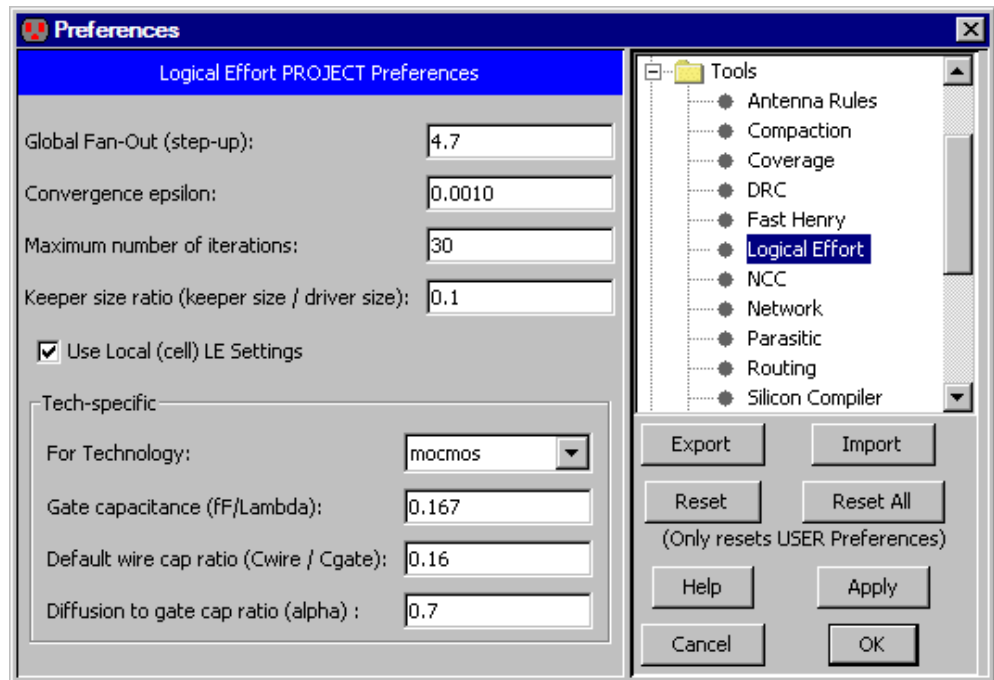 Preferences
Logical Effort PROJECT Preferences
Global Fan-Out (step-up): 4.7
Convergence epsilon: 0.0010
Maximum number of iterations: 30
Keeper size ratio (keeper size / driver size): 0.1
Use Local (cell) LE Settings
Tech-specific
For Technology: mocmos
Gate capacitance (fF/Lambda): 0.167
Default wire cap ratio (Cwire / Cgate): 0.16
Diffusion to gate cap ratio (alpha) : 0.7
Tools
Antenna Rules
Compaction
Coverage
DRC
Fast Henry
Logical Effort
NCC
Network
Parasitic
Routing
Silicon Compiler
Export Import
Reset Reset All
(Only resets USER Preferences)
Help Apply
Cancel OK